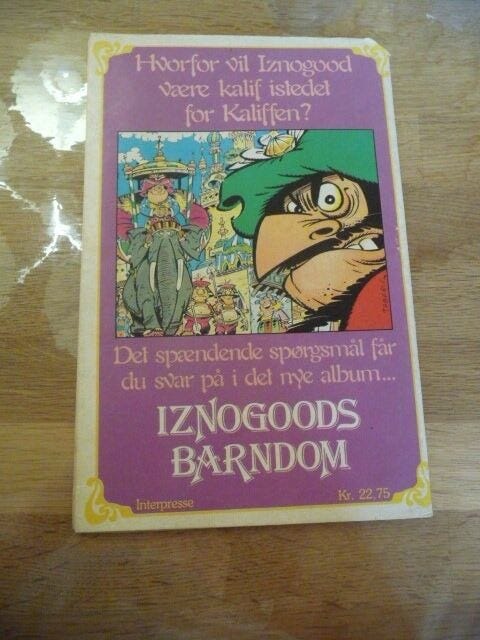 Hvorfor vil Iznogood
være kalif istedet
for Kaliffen?
TABARY
Det spændende spørgsmål får
du svar på i det nye album...
IZNOGOODS
BARNDOM
Interpresse
Kr. 22,75